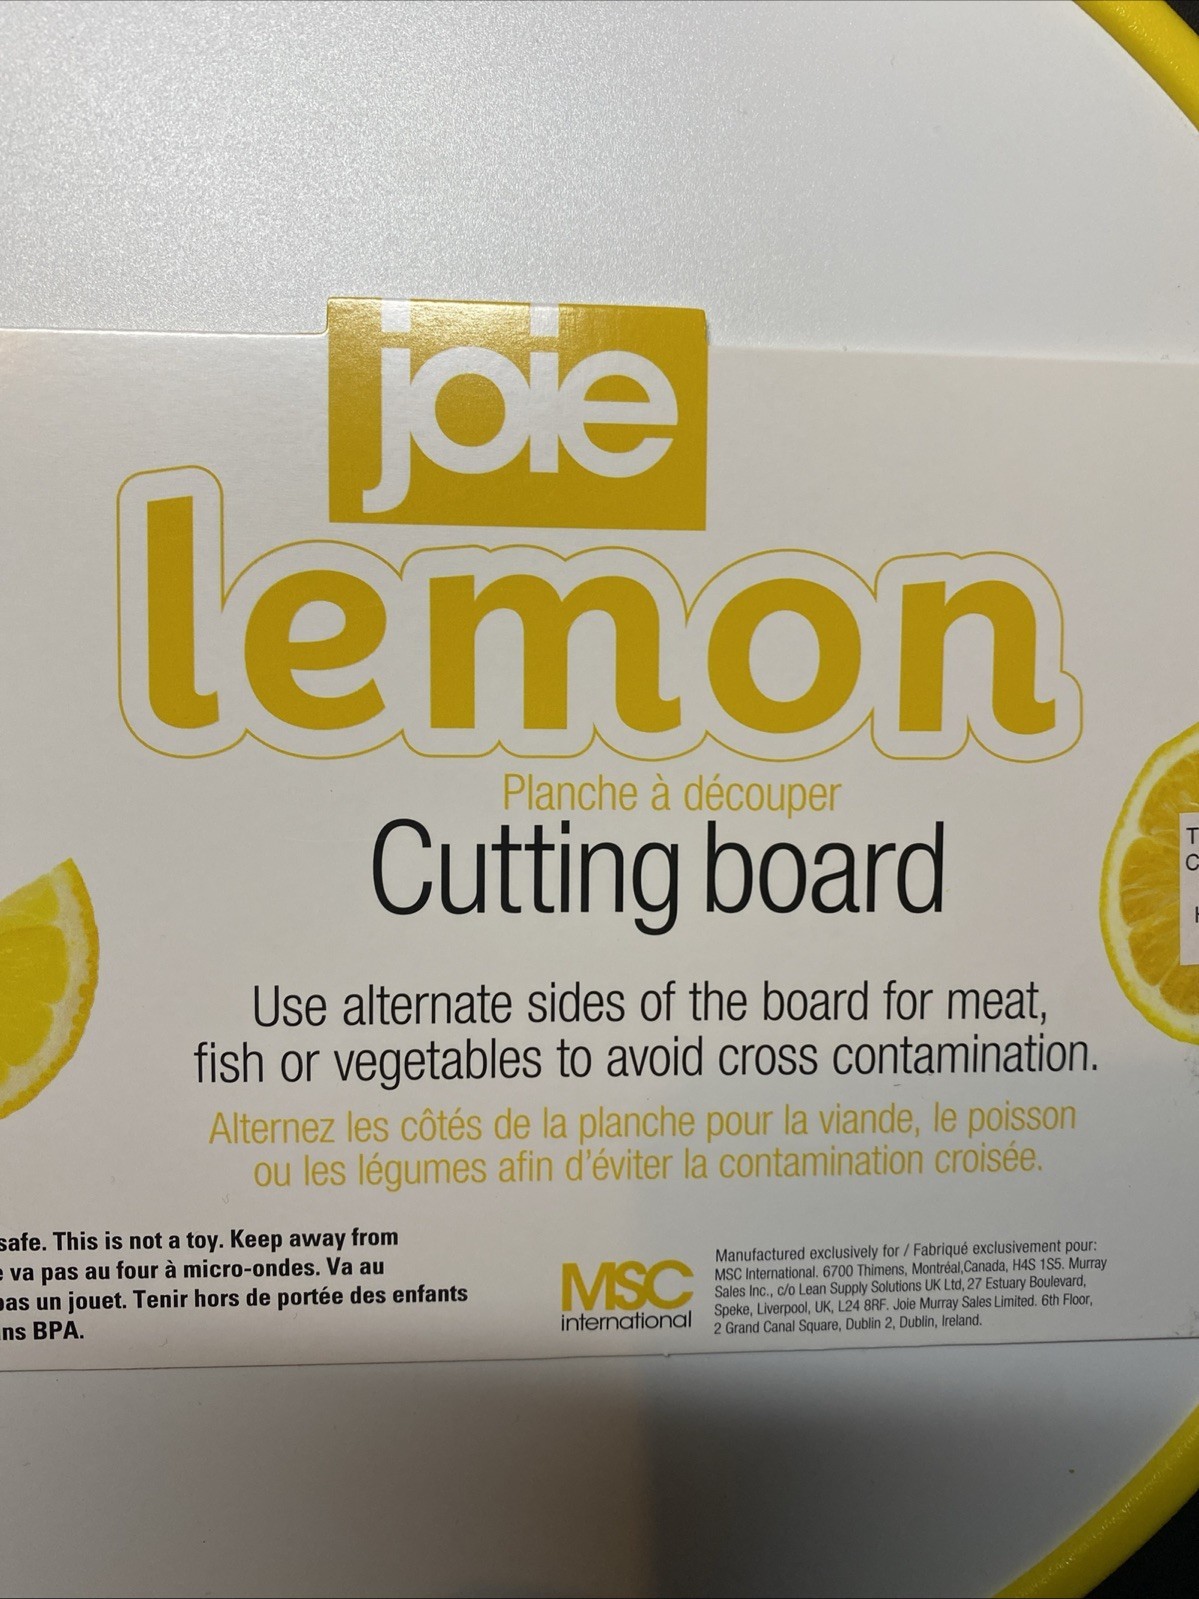 joie
lemon
Planche à découper
Cutting board
Use alternate sides of the board for meat,
fish or vegetables to avoid cross contamination.
Alternez les côtés de la planche pour la viande, le poisson
ou les légumes afin d'éviter la contamination croisée.
safe. This is not a toy. Keep away from
va pas au four à micro-ondes. Va au
pas un jouet. Tenir hors de portée des enfants
ns BPA.
MSC
international
Manufactured exclusively for / Fabriqué exclusivement pour:
MSC International. 6700 Thimens, Montréal,Canada, H4S 1S5. Murray
Sales Inc., c/o Lean Supply Solutions UK Ltd, 27 Estuary Boulevard,
Speke, Liverpool, UK, L24 8RF. Joie Murray Sales Limited. 6th Floor,
2 Grand Canal Square, Dublin 2, Dublin, Ireland.